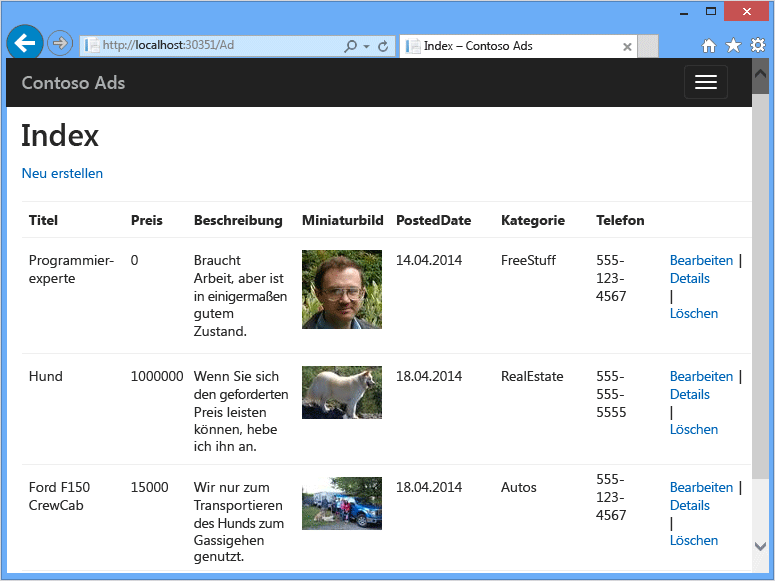 http://localhost:30351/Ad
Index – Contoso Ads
Contoso Ads
Index
Neu erstellen
Titel Preis Beschreibung Miniaturbild PostedDate Kategorie Telefon
Programmier-
experte
0
Braucht
Arbeit, aber ist
in einigermaßen
gutem
Zustand.
14.04.2014
FreeStuff
555-
123-
4567
Bearbeiten |
Details
|
Löschen
Hund
1000000
Wenn Sie sich
den geforderten
Preis leisten
können, hebe
ich ihn an.
18.04.2014
RealEstate
555-
555-
5555
Bearbeiten |
Details
|
Löschen
Ford F150
CrewCab
15000
Wir nur zum
Transportieren
des Hunds zum
Gassigehen
genutzt.
18.04.2014
Autos
555-
123-
4567
Bearbeiten |
Details
|
Löschen